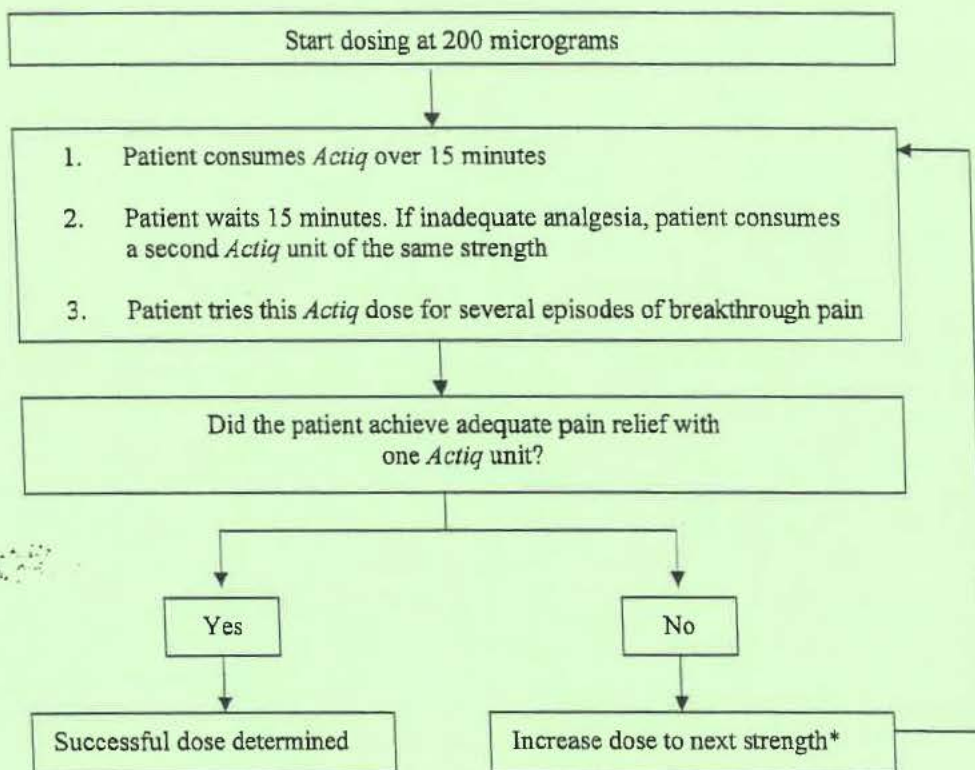 Start dosing at 200 micrograms
1. Patient consumes Actiq over 15 minutes
2. Patient waits 15 minutes. If inadequate analgesia, patient consumes
a second Actiq unit of the same strength
3. Patient tries this Actiq dose for several episodes of breakthrough pain
Did the patient achieve adequate pain relief with
one Actiq unit?
Yes
No
Successful dose determined
Increase dose to next strength*